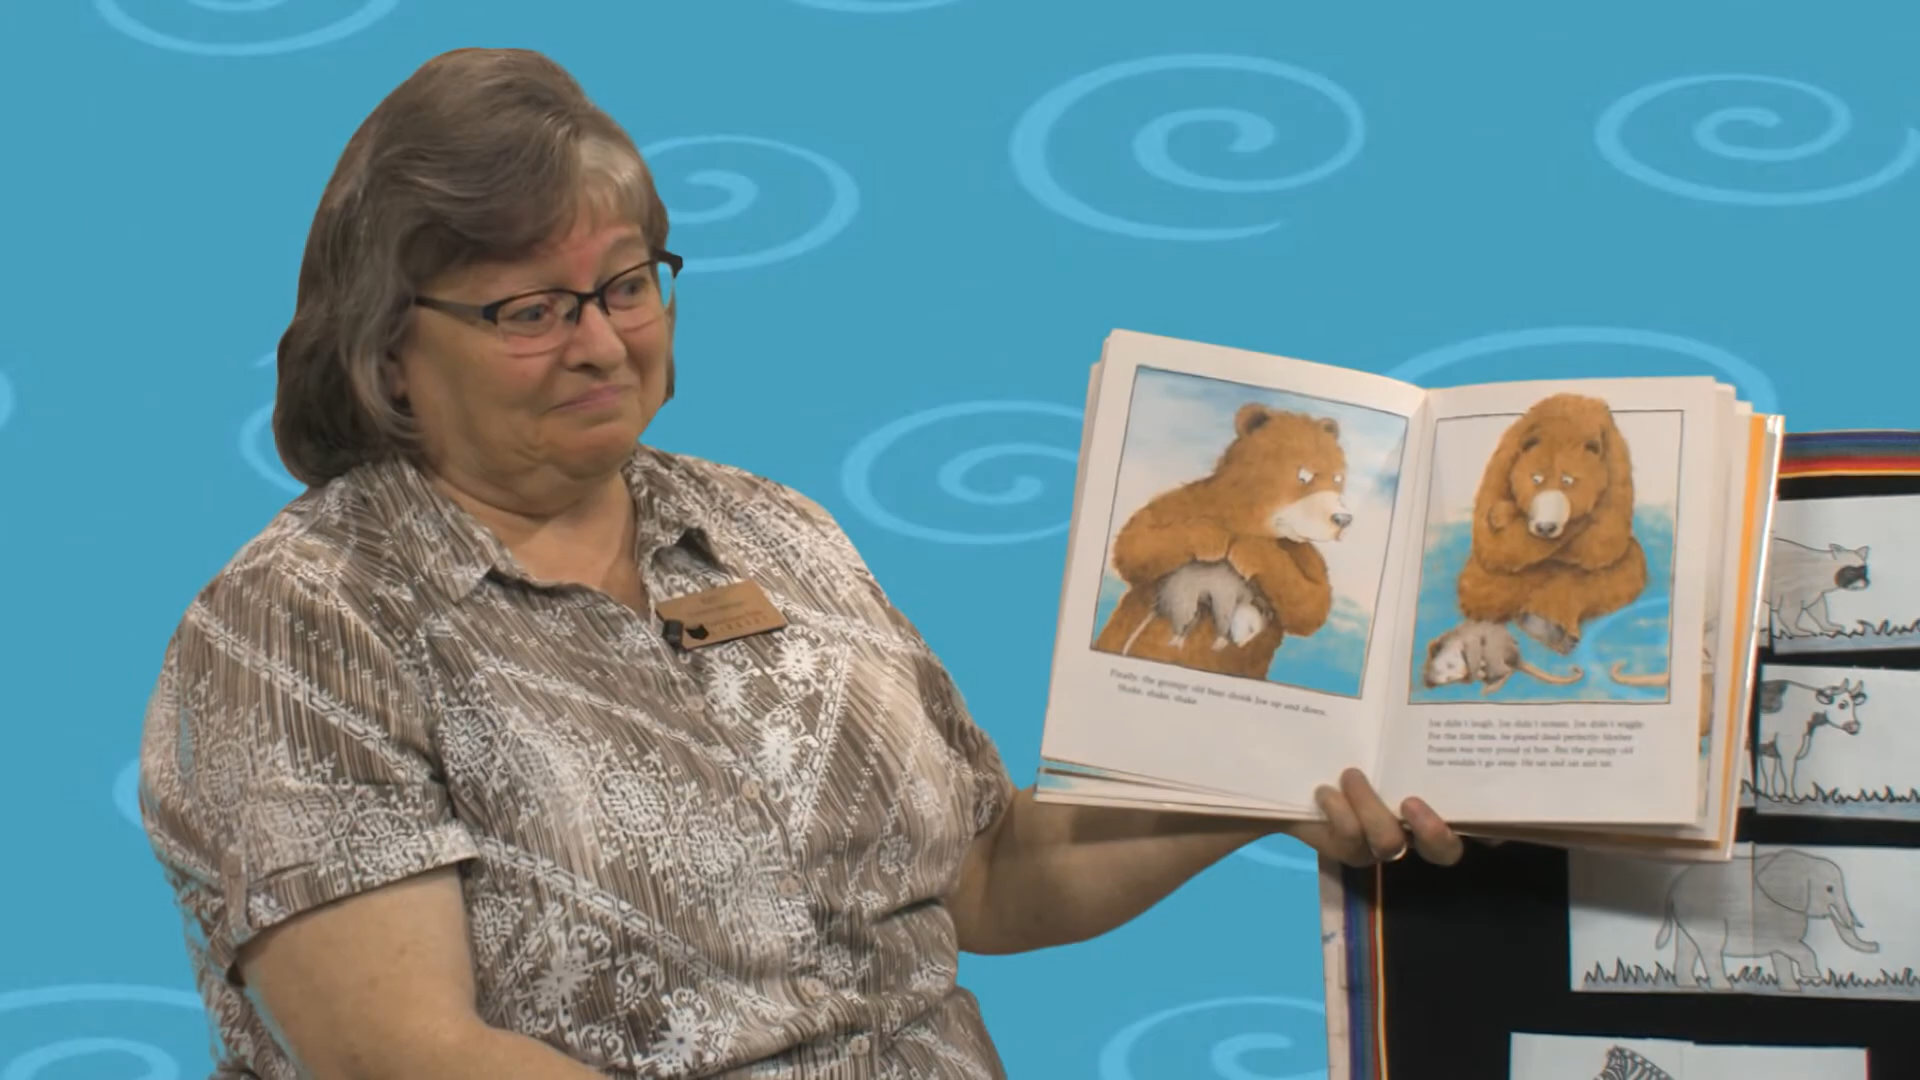 Finally, the grumpy old bear shook Joe up and down.
Shake, shake, shake.
Joe didn't laugh. Joe didn't scream. Joe didn't wiggle.
For the first time, he played dead perfectly. Mother
Possum was very proud of him. But the grumpy old
bear wouldn't go away. He sat and sat and sat.